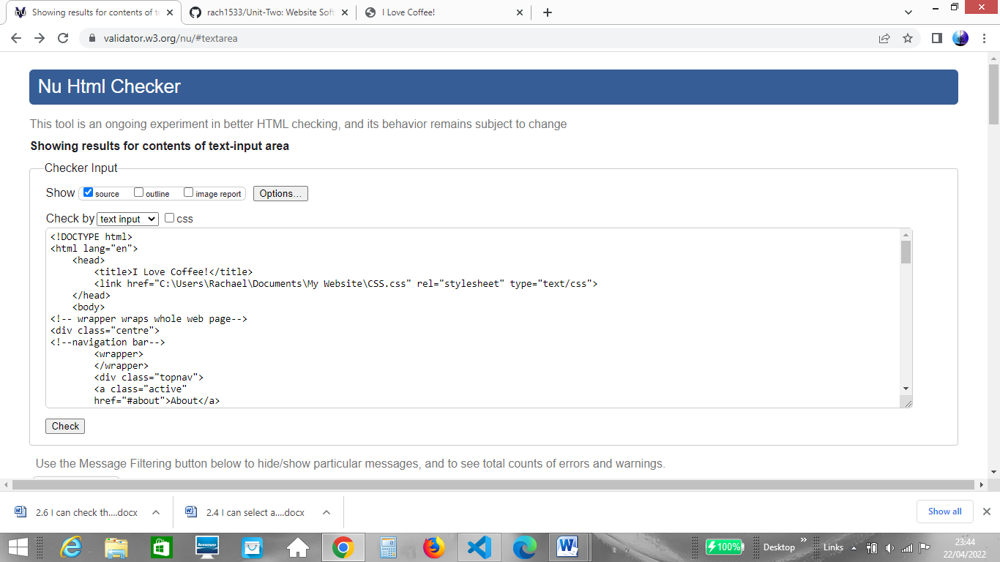 Showing results for contents of te
rach1533/Unit-Two: Website Soft
I Love Coffee!
validator.w3.org/nu/#textarea
Nu Html Checker
This tool is an ongoing experiment in better HTML checking, and its behavior remains subject to change
Showing results for contents of text-input area
Checker Input
Show source outline image report Options...
Check by text input css
<!DOCTYPE html>
<html lang="en">
<head>
<title>I Love Coffee!</title>
<link href="C:\Users\Rachael\Documents\My Website\CSS.css" rel="stylesheet" type="text/css">
</head>
<body>
<!-- wrapper wraps whole web page-->
<div class="centre">
<!--navigation bar-->
<wrapper>
</wrapper>
<div class="topnav">
<a class="active"
href="#about">About</a>
Check
Use the Message Filtering button below to hide/show particular messages, and to see total counts of errors and warnings.
2.6 I can check th....docx
2.4 I can select a....docx
Show all
lenovo
100%
Desktop
Links
23:44
22/04/2022